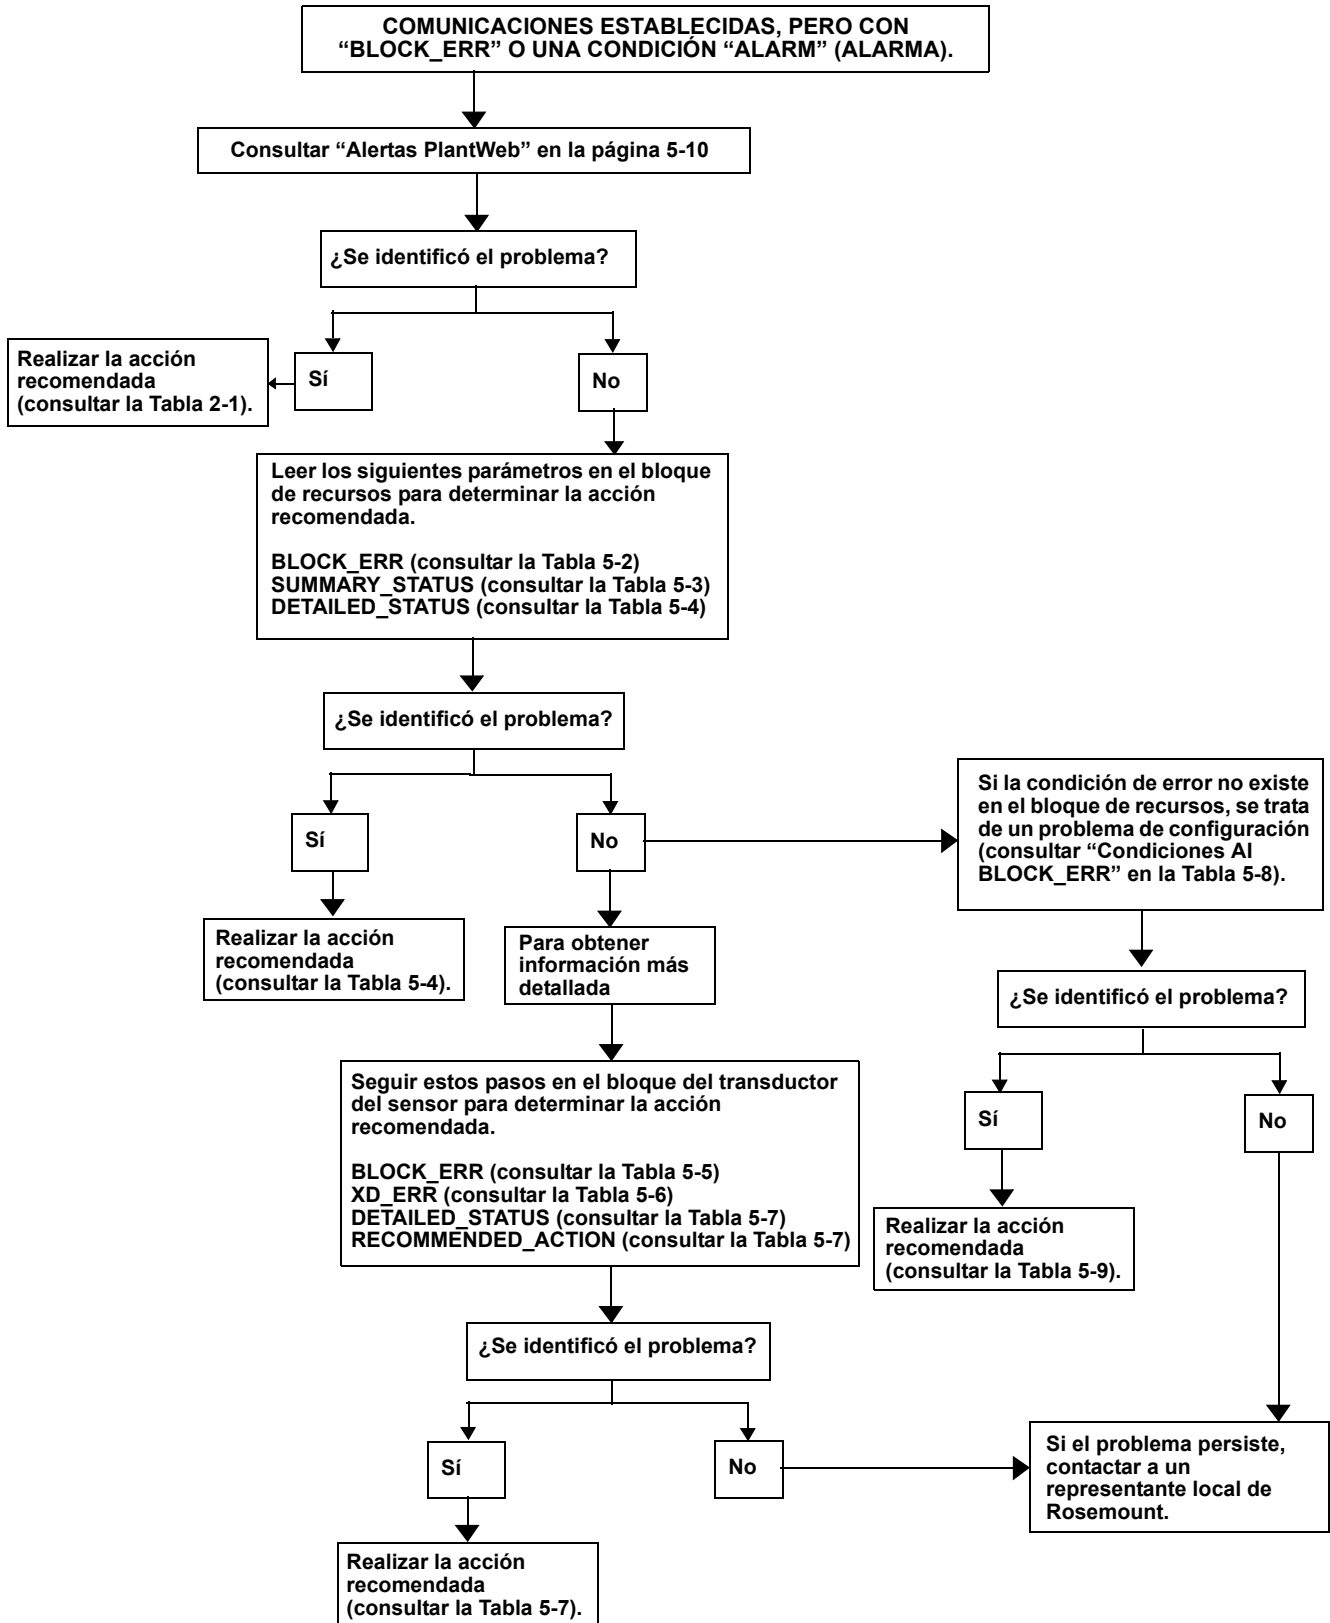 COMUNICACIONES ESTABLECIDAS, PERO CON
“BLOCK_ERR” O UNA CONDICIÓN “ALARM” (ALARMA).
Consultar “Alertas PlantWeb” en la página 5-10
¿Se identificó el problema?
Realizar la acción
recomendada
(consultar la Tabla 2-1).
Sí
No
Leer los siguientes parámetros en el bloque
de recursos para determinar la acción
recomendada.
BLOCK_ERR (consultar la Tabla 5-2)
SUMMARY_STATUS (consultar la Tabla 5-3)
DETAILED_STATUS (consultar la Tabla 5-4)
¿Se identificó el problema?
Sí
No
Si la condición de error no existe
en el bloque de recursos, se trata
de un problema de configuración
(consultar “Condiciones AI
BLOCK_ERR” en la Tabla 5-8).
Realizar la acción
recomendada
(consultar la Tabla 5-4).
Para obtener
información más
detallada
¿Se identificó el problema?
Seguir estos pasos en el bloque del transductor
del sensor para determinar la acción
recomendada.
BLOCK_ERR (consultar la Tabla 5-5)
XD_ERR (consultar la Tabla 5-6)
DETAILED_STATUS (consultar la Tabla 5-7)
RECOMMENDED_ACTION (consultar la Tabla 5-7)
Sí
No
Realizar la acción
recomendada
(consultar la Tabla 5-9).
¿Se identificó el problema?
Sí
No
Si el problema persiste,
contactar a un
representante local de
Rosemount.
Realizar la acción
recomendada
(consultar la Tabla 5-7).